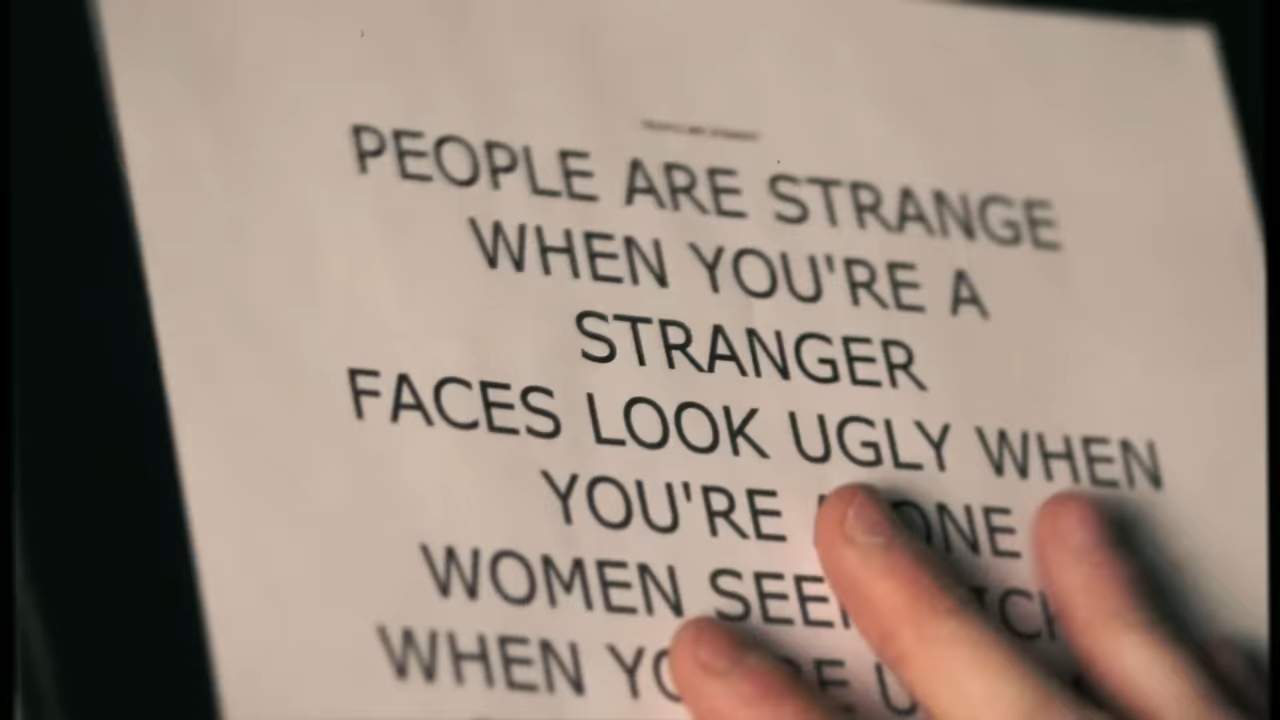 PEOPLE ARE STRANGE
WHEN YOU'RE A
STRANGER
FACES LOOK UGLY WHEN
YOU'RE
WOMEN
WHEN